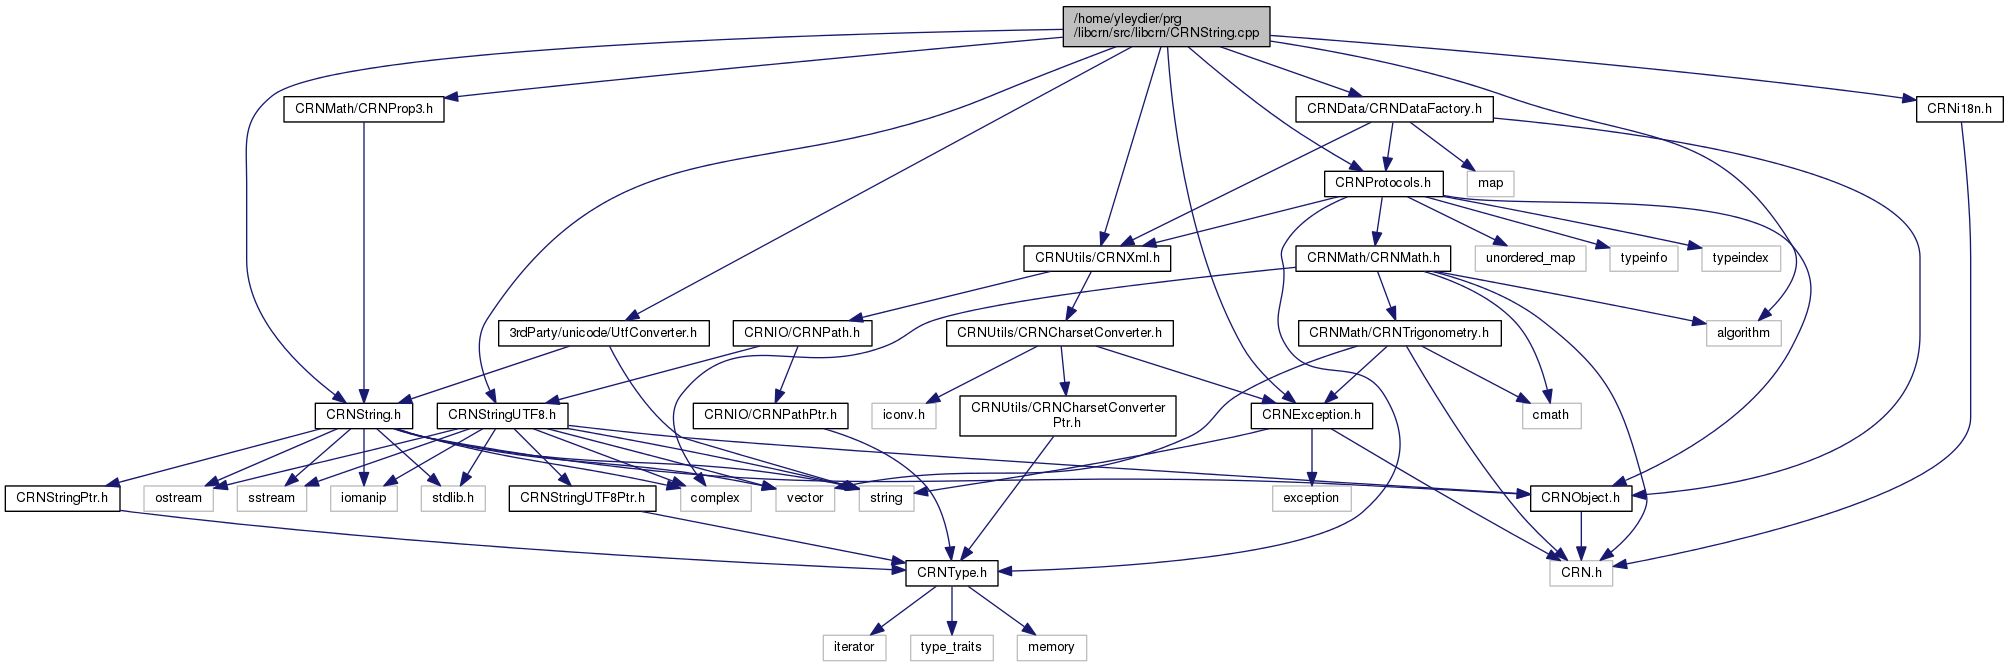 /home/yleydier/prg
/libcrn/src/libcrn/CRNString.cpp
CRNMath/CRNProp3.h
CRNData/CRNDataFactory.h
CRNi18n.h
CRNProtocols.h
map
CRNUtils/CRNXml.h
CRNMath/CRNMath.h
unordered_map
typeinfo
typeindex
3rdParty/unicode/UtfConverter.h
CRNIO/CRNPath.h
CRNUtils/CRNCharsetConverter.h
CRNMath/CRNTrigonometry.h
algorithm
CRNString.h
CRNStringUTF8.h
CRNIO/CRNPathPtr.h
iconv.h
CRNUtils/CRNCharsetConverter
Ptr.h
CRNException.h
cmath
CRNStringPtr.h
ostream
sstream
iomanip
stdlib.h
CRNStringUTF8Ptr.h
complex
vector
string
exception
CRNObject.h
CRNType.h
CRN.h
iterator
type_traits
memory